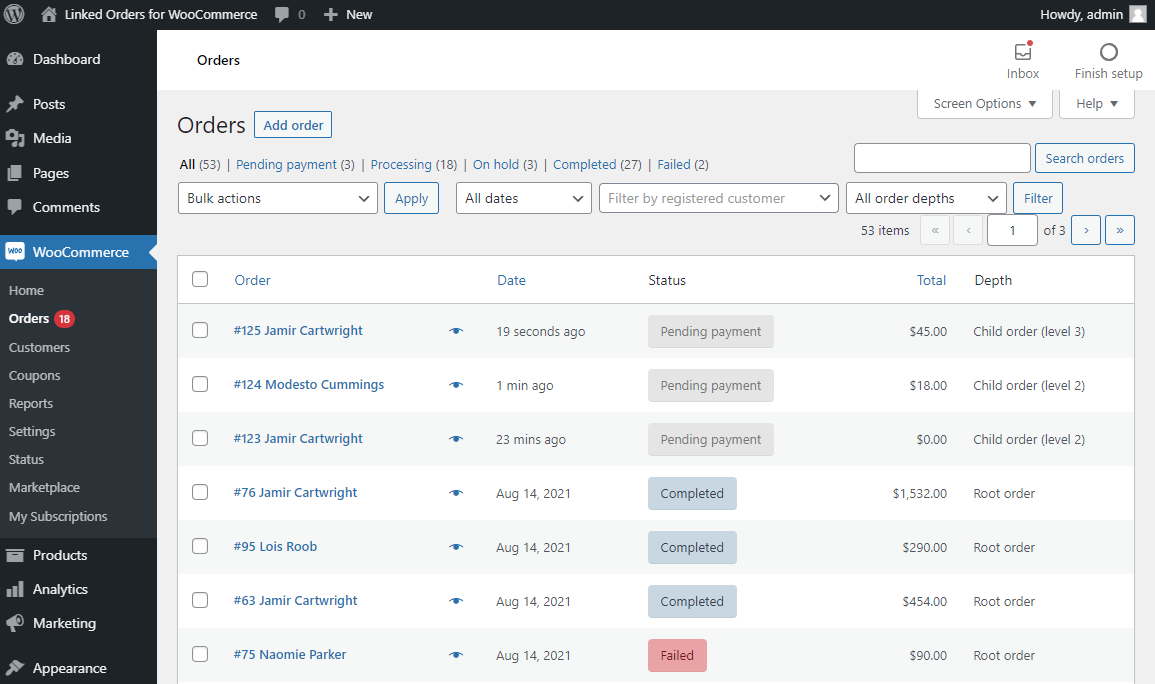 Linked Orders for WooCommerce 0 New Howdy, admin
Dashboard
Posts
Media
Pages
Comments
WOO WooCommerce
Home
Orders 18
Customers
Coupons
Reports
Settings
Status
Marketplace
My Subscriptions
Products
Analytics
Marketing
Appearance
Orders
Inbox Finish setup
Screen Options ▼ Help ▼
Orders Add order
All (53) | Pending payment (3) | Processing (18) | On hold (3) | Completed (27) | Failed (2)
Search orders
Bulk actions Apply All dates Filter by registered customer All order depths Filter
53 items « ‹ 1 of 3 › »
Order Date Status Total Depth
#125 Jamir Cartwright 19 seconds ago Pending payment $45.00 Child order (level 3)
#124 Modesto Cummings 1 min ago Pending payment $18.00 Child order (level 2)
#123 Jamir Cartwright 23 mins ago Pending payment $0.00 Child order (level 2)
#76 Jamir Cartwright Aug 14, 2021 Completed $1,532.00 Root order
#95 Lois Roob Aug 14, 2021 Completed $290.00 Root order
#63 Jamir Cartwright Aug 14, 2021 Completed $454.00 Root order
#75 Naomie Parker Aug 14, 2021 Failed $90.00 Root order